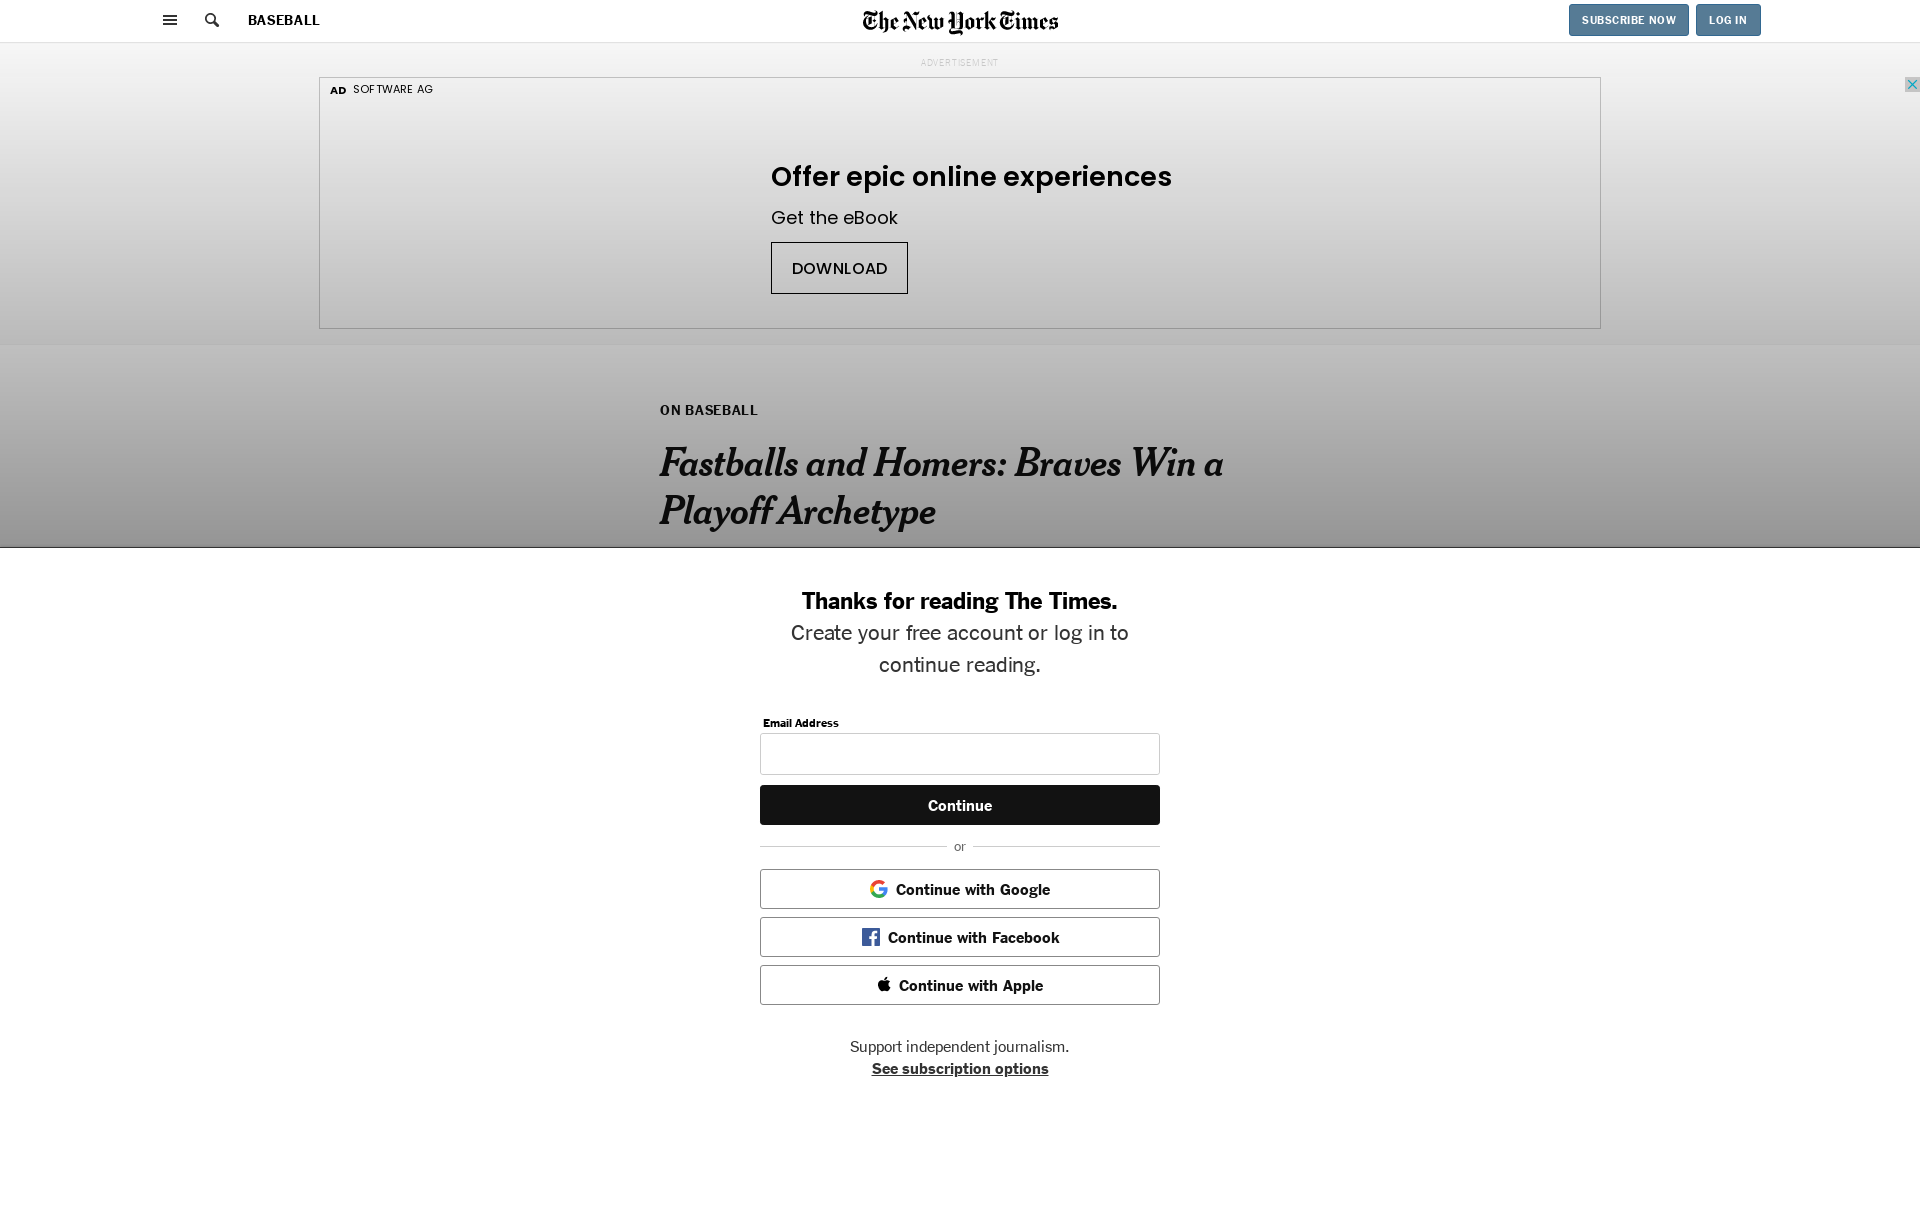 BASEBALL
The New York Times
SUBSCRIBE NOW
LOG IN
ADVERTISEMENT
AD SOFTWARE AG
Offer epic online experiences
Get the eBook
DOWNLOAD
ON BASEBALL
Fastballs and Homers: Braves Win a
Playoff Archetype
Thanks for reading The Times.
Create your free account or log in to
continue reading.
Email Address
Continue
or
Continue with Google
Continue with Facebook
Continue with Apple
Support independent journalism.
See subscription options